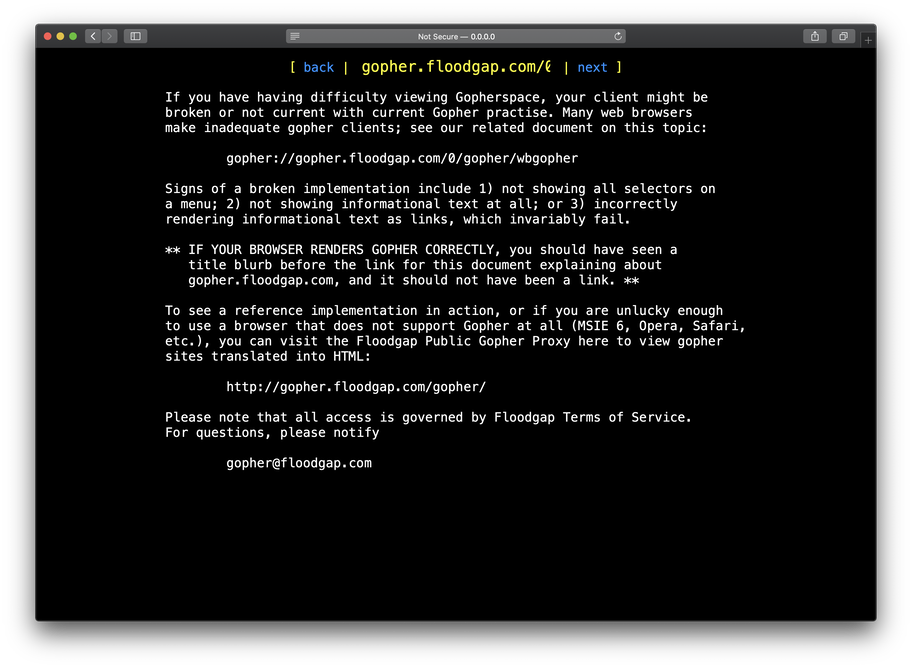 Not Secure — 0.0.0.0
[ back | gopher.floodgap.com/0 | next ]
If you have having difficulty viewing Gopherspace, your client might be
broken or not current with current Gopher practise. Many web browsers
make inadequate gopher clients; see our related document on this topic:
gopher://gopher.floodgap.com/0/gopher/wbgopher
Signs of a broken implementation include 1) not showing all selectors on
a menu; 2) not showing informational text at all; or 3) incorrectly
rendering informational text as links, which invariably fail.
** IF YOUR BROWSER RENDERS GOPHER CORRECTLY, you should have seen a
title blurb before the link for this document explaining about
gopher.floodgap.com, and it should not have been a link. **
To see a reference implementation in action, or if you are unlucky enough
to use a browser that does not support Gopher at all (MSIE 6, Opera, Safari,
etc.), you can visit the Floodgap Public Gopher Proxy here to view gopher
sites translated into HTML:
http://gopher.floodgap.com/gopher/
Please note that all access is governed by Floodgap Terms of Service.
For questions, please notify
gopher@floodgap.com